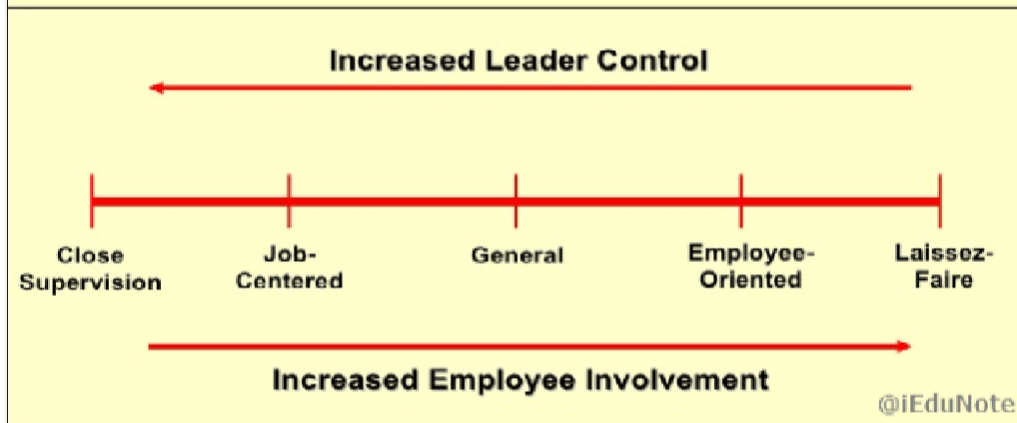 Increased Leader Control
Close
Supervision
Job-
Centered
General
Employee-
Oriented
Laissez-
Faire
Increased Employee Involvement
@iEduNote